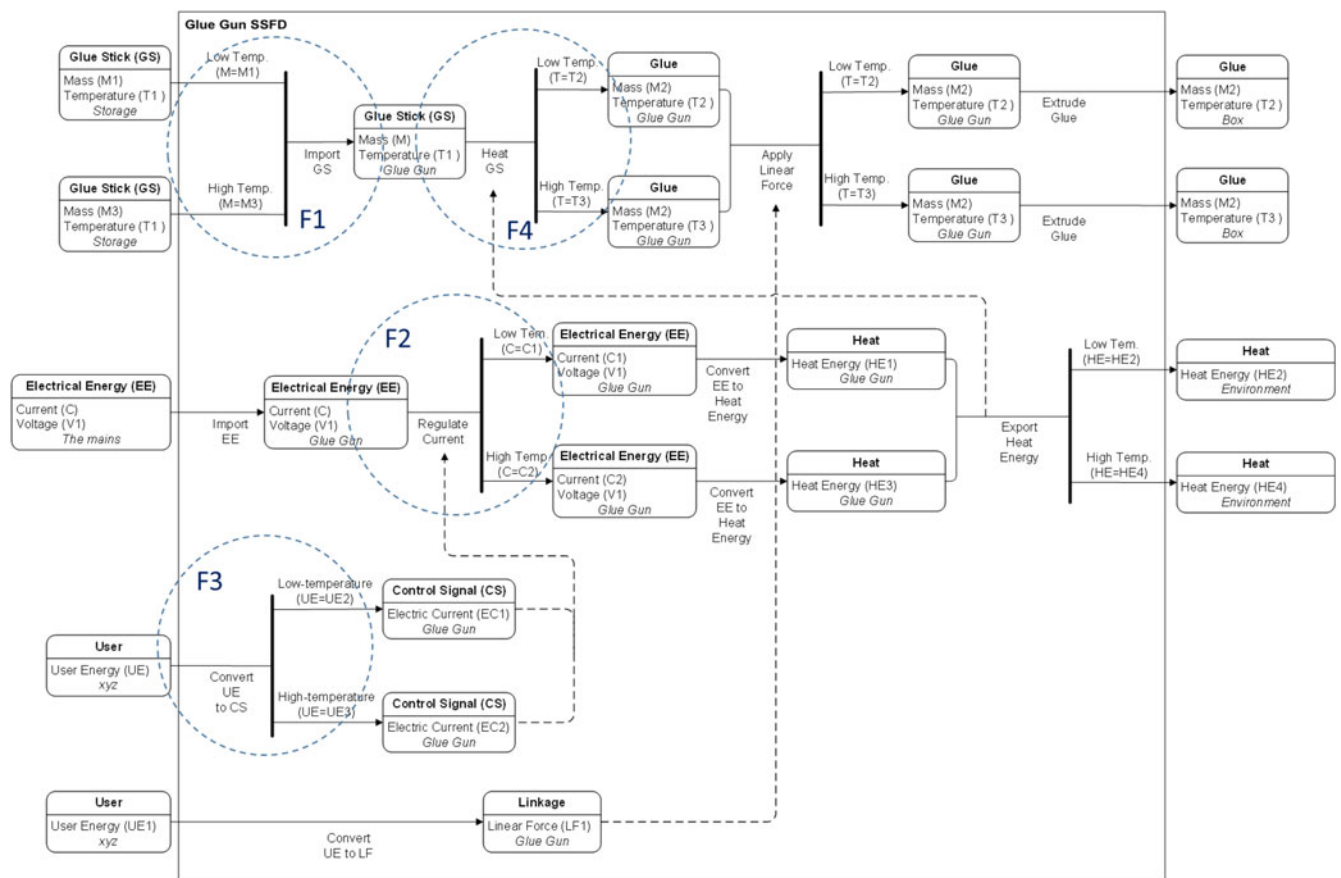 Glue Gun SSFD
Glue Stick (GS)
Mass (M1)
Temperature (T1 )
Storage
Low Temp.
(M=M1)
Glue Stick (GS)
Mass (M3)
Temperature (T1 )
Storage
High Temp.
(M=M3)
F1
Import
GS
Glue Stick (GS)
Mass (M)
Temperature (T1 )
Glue Gun
Heat
GS
F4
Low Temp.
(T=T2)
High Temp.
(T=T3)
Glue
Mass (M2)
Temperature (T2 )
Glue Gun
Glue
Mass (M2)
Temperature (T3 )
Glue Gun
Apply
Linear
Force
Low Temp.
(T=T2)
High Temp.
(T=T3)
Glue
Mass (M2)
Temperature (T2 )
Glue Gun
Glue
Mass (M2)
Temperature (T3 )
Glue Gun
Extrude
Glue
Extrude
Glue
Glue
Mass (M2)
Temperature (T2 )
Box
Glue
Mass (M2)
Temperature (T3 )
Box
Electrical Energy (EE)
Current (C)
Voltage (V1)
The mains
Import
EE
Electrical Energy (EE)
Current (C)
Voltage (V1)
Glue Gun
F2
Regulate
Current
Low Tem.
(C=C1)
High Temp.
(C=C2)
Electrical Energy (EE)
Current (C1)
Voltage (V1)
Glue Gun
Electrical Energy (EE)
Current (C2)
Voltage (V1)
Glue Gun
Convert
EE to
Heat
Energy
Convert
EE to
Heat
Energy
Heat
Heat Energy (HE1)
Glue Gun
Heat
Heat Energy (HE3)
Glue Gun
Export
Heat
Energy
Low Tem.
(HE=HE2)
High Temp.
(HE=HE4)
Heat
Heat Energy (HE2)
Environment
Heat
Heat Energy (HE4)
Environment
F3
User
User Energy (UE)
xyz
Convert
UE
to CS
Low-temperature
(UE=UE2)
High-temperature
(UE=UE3)
Control Signal (CS)
Electric Current (EC1)
Glue Gun
Control Signal (CS)
Electric Current (EC2)
Glue Gun
User
User Energy (UE1)
xyz
Convert
UE to LF
Linkage
Linear Force (LF1)
Glue Gun